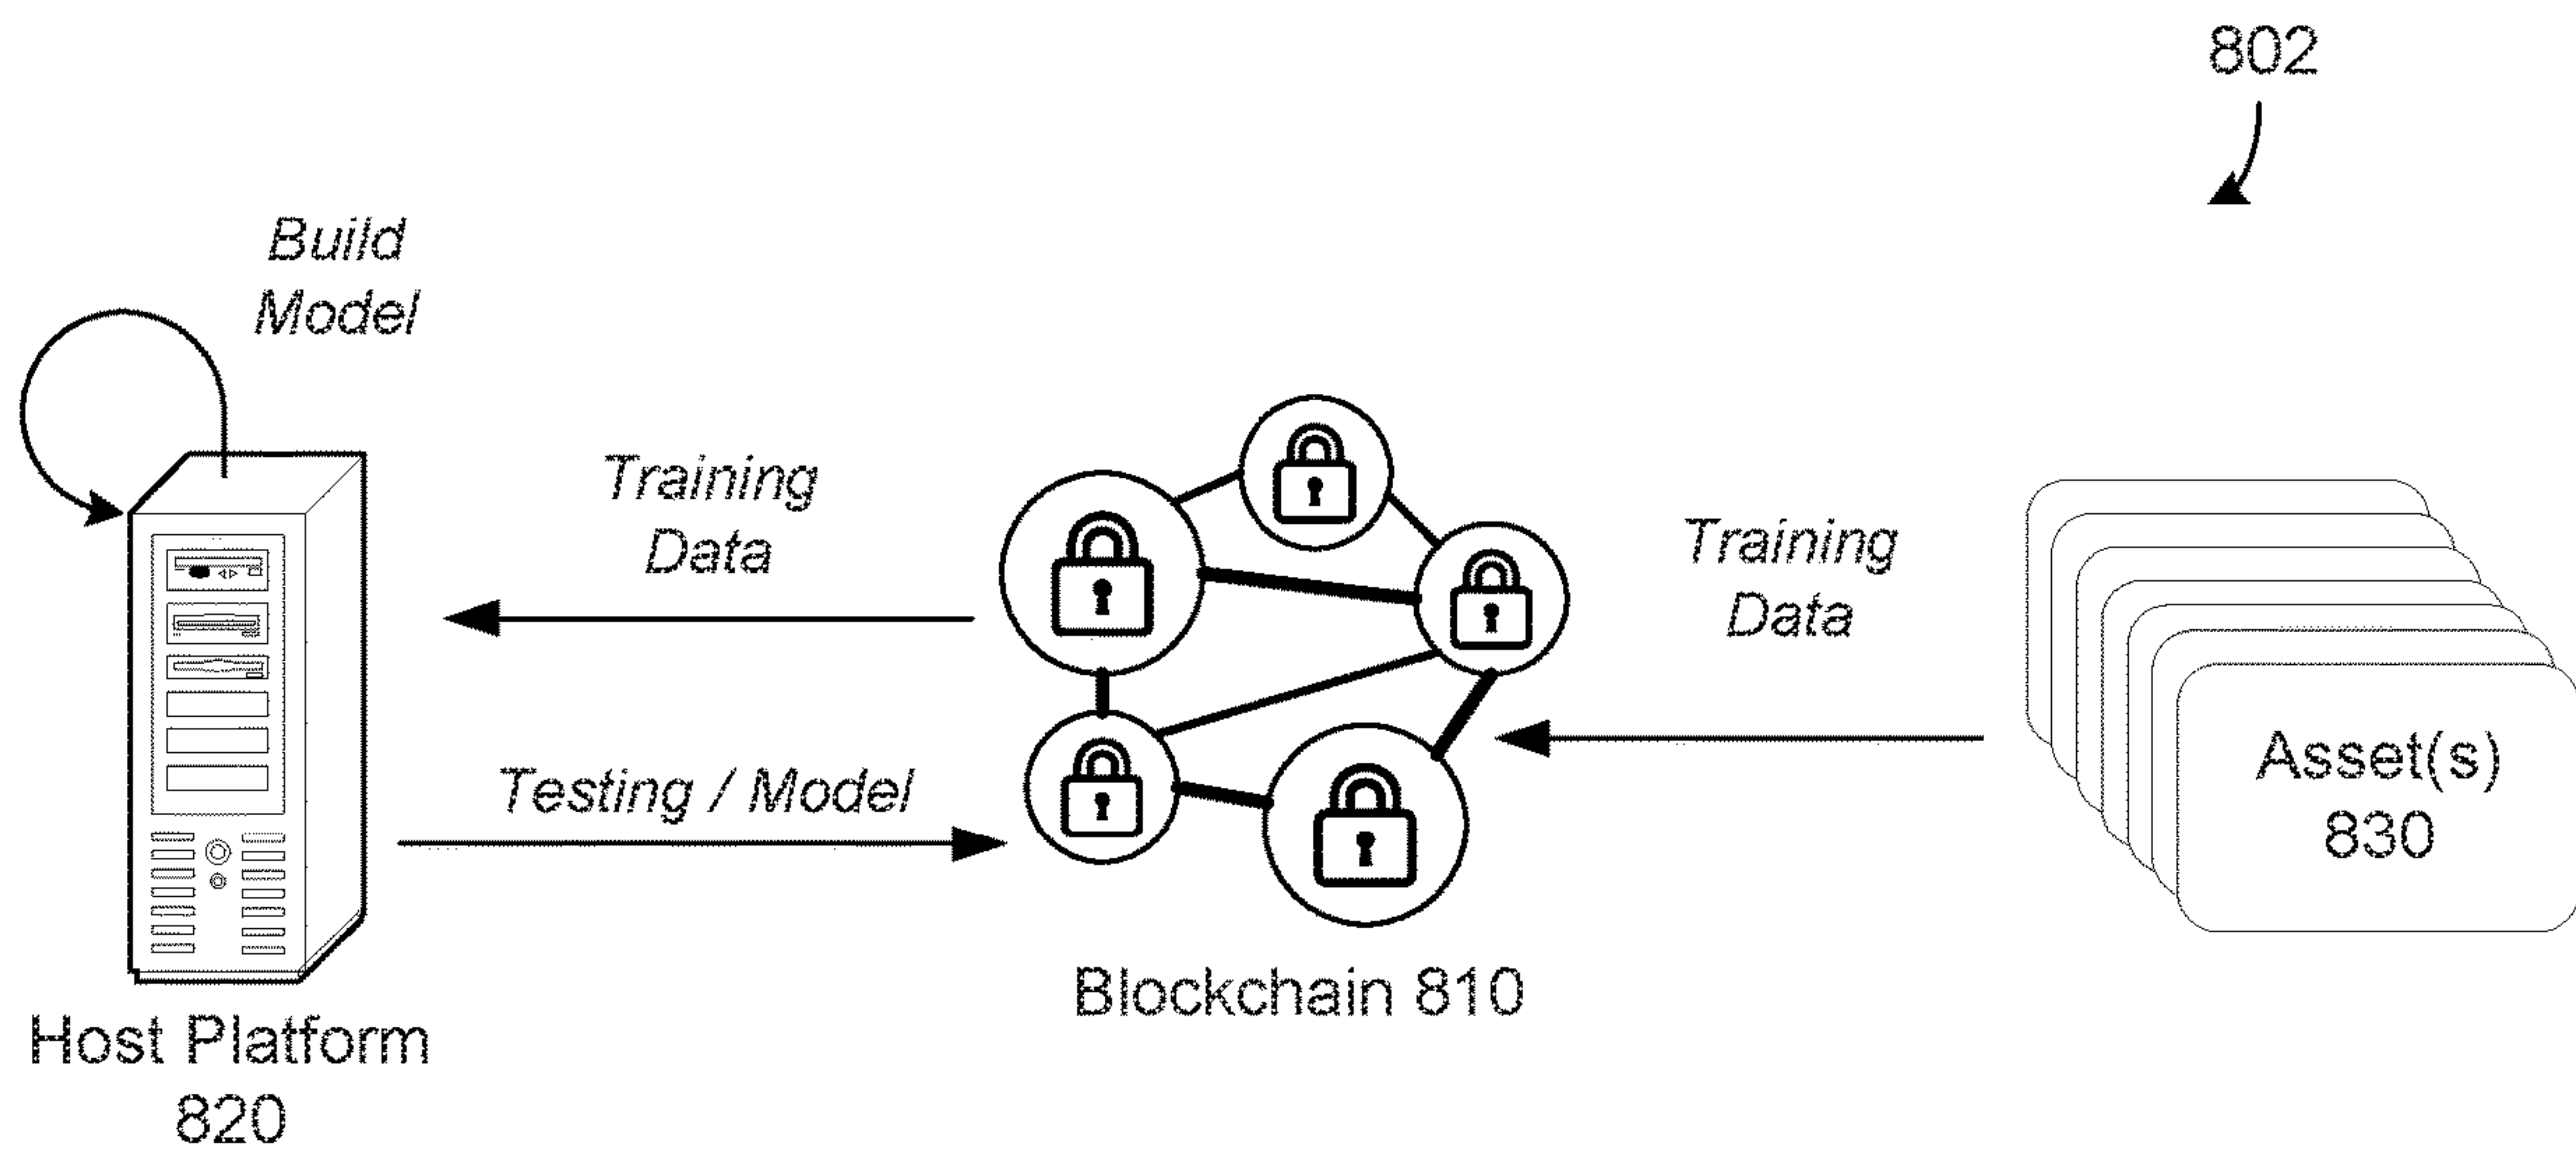 802
Build
Model
Training
Data
Training
Data
Testing / Model
Asset(s)
830
Blockchain 810
Host Platform
820